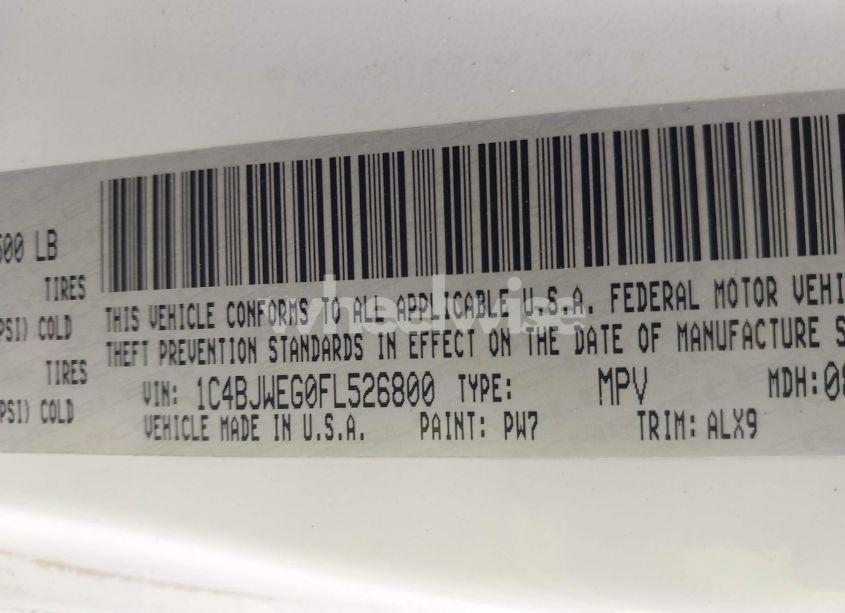 500 LB
TIRES
PSI) COLD
TIRES
PSI) COLD
THIS VEHICLE CONFORMS TO ALL APPLICABLE U.S.A. FEDERAL MOTOR VEHI
THEFT PREVENTION STANDARDS IN EFFECT ON THE DATE OF MANUFACTURE S
VIN: 1C4BJWEG0FL526800 TYPE: MPV MDH:08
VEHICLE MADE IN U.S.A. PAINT: PW7 TRIM: ALX9
wheelwise